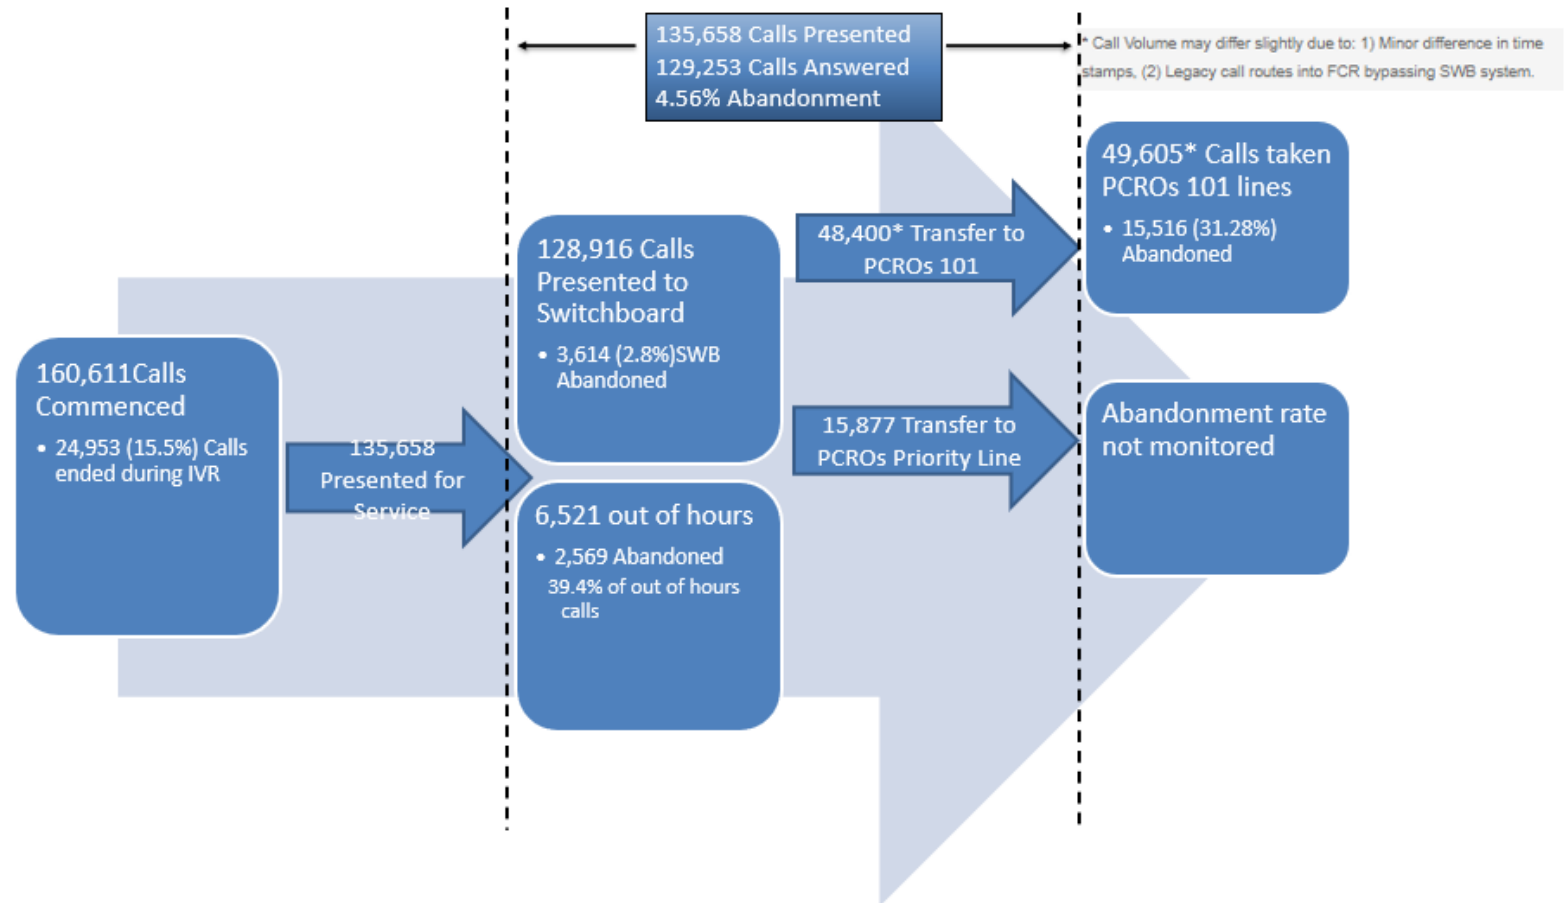 135,658 Calls Presented
129,253 Calls Answered
4.56% Abandonment
* Call Volume may differ slightly due to: 1) Minor difference in time
stamps, (2) Legacy call routes into FCR bypassing SWB system.
160,611Calls
Commenced
• 24,953 (15.5%) Calls
ended during IVR
135,658
Presented for
Service
128,916 Calls
Presented to
Switchboard
• 3,614 (2.8%)SWB
Abandoned
6,521 out of hours
• 2,569 Abandoned
39.4% of out of hours
calls
48,400* Transfer to
PCROs 101
15,877 Transfer to
PCROs Priority Line
49,605* Calls taken
PCROs 101 lines
• 15,516 (31.28%)
Abandoned
Abandonment rate
not monitored